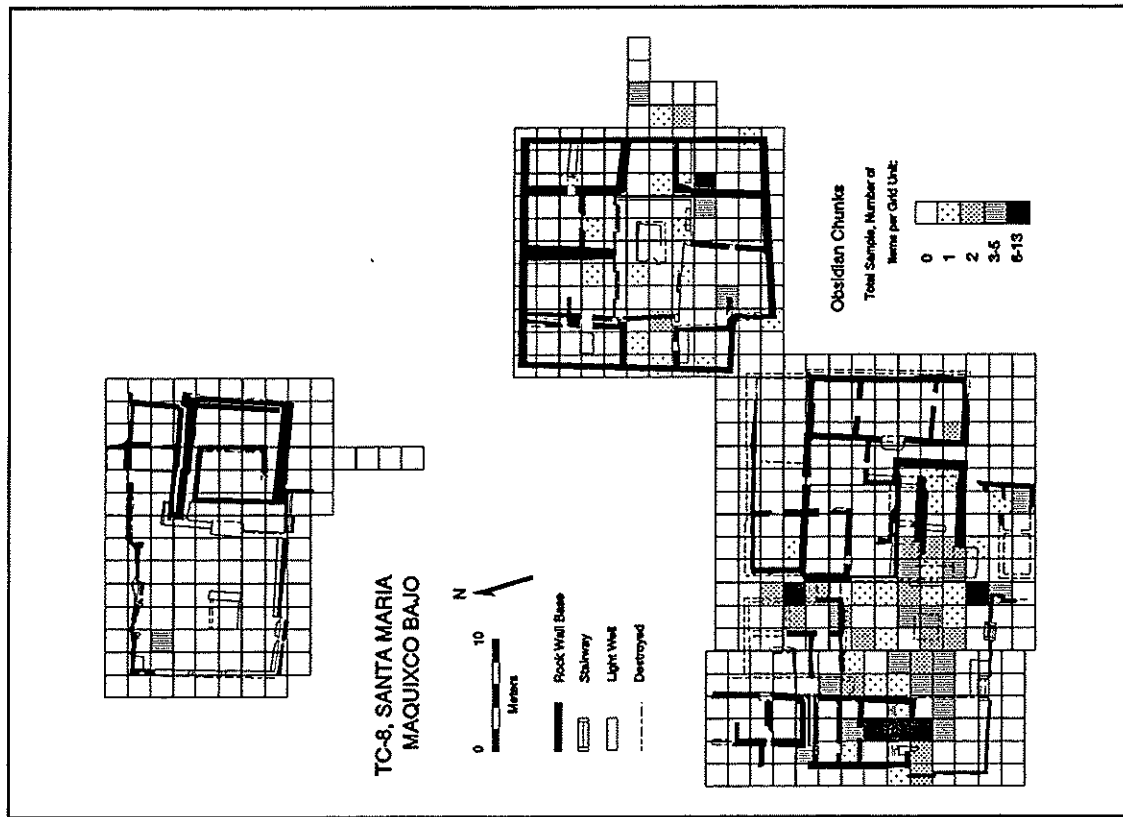 TC-8, SANTA MARIA
MAQUIXCO BAJO
N
0 10
Meters
Rock Wall Base
Stairway
Light Well
Destroyed
Obsidian Chunks
Total Sample, Number of
Items per Grid Unit:
0
1
2
3-5
6-13